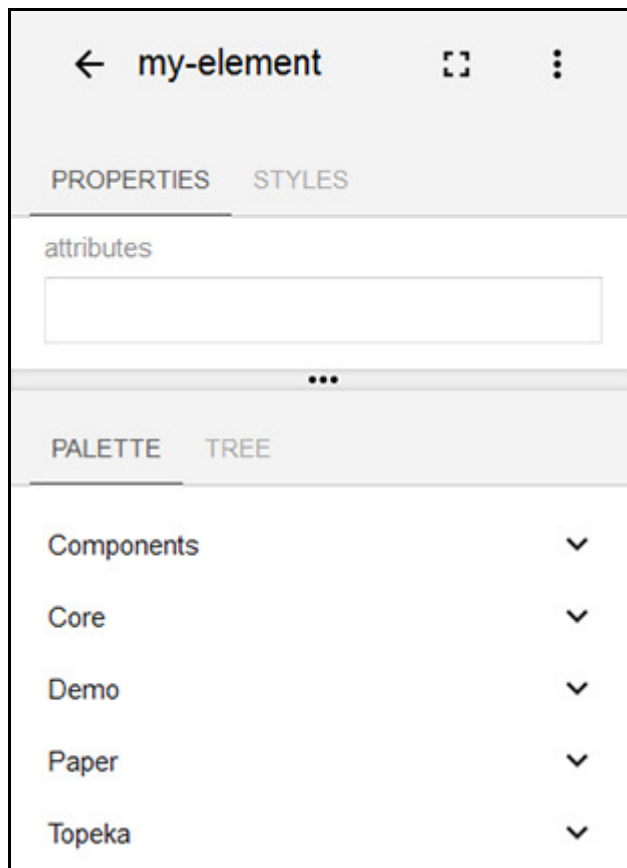 my-element
PROPERTIES STYLES
attributes
PALETTE TREE
Components
Core
Demo
Paper
Topeka